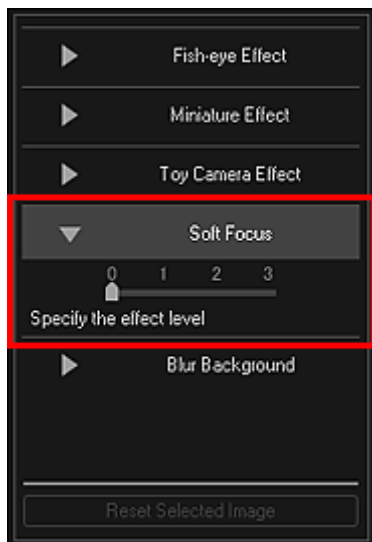 Fish-eye Effect
Miniature Effect
Toy Camera Effect
Soft Focus
0 1 2 3
Specify the effect level
Blur Background
Reset Selected Image